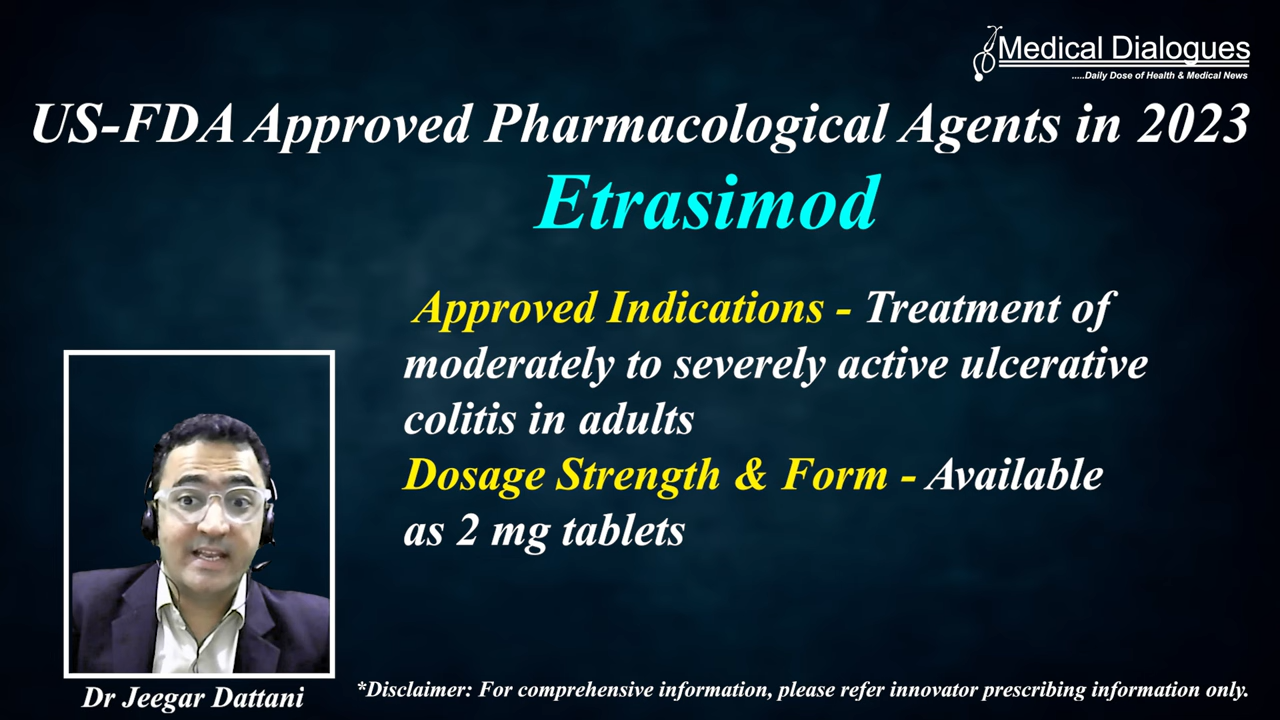 Medical Dialogues
.....Daily Dose of Health & Medical News
US-FDA Approved Pharmacological Agents in 2023
Etrasimod
Approved Indications - Treatment of
moderately to severely active ulcerative
colitis in adults
Dosage Strength & Form - Available
as 2 mg tablets
Dr Jeegar Dattani
*Disclaimer: For comprehensive information, please refer innovator prescribing information only.